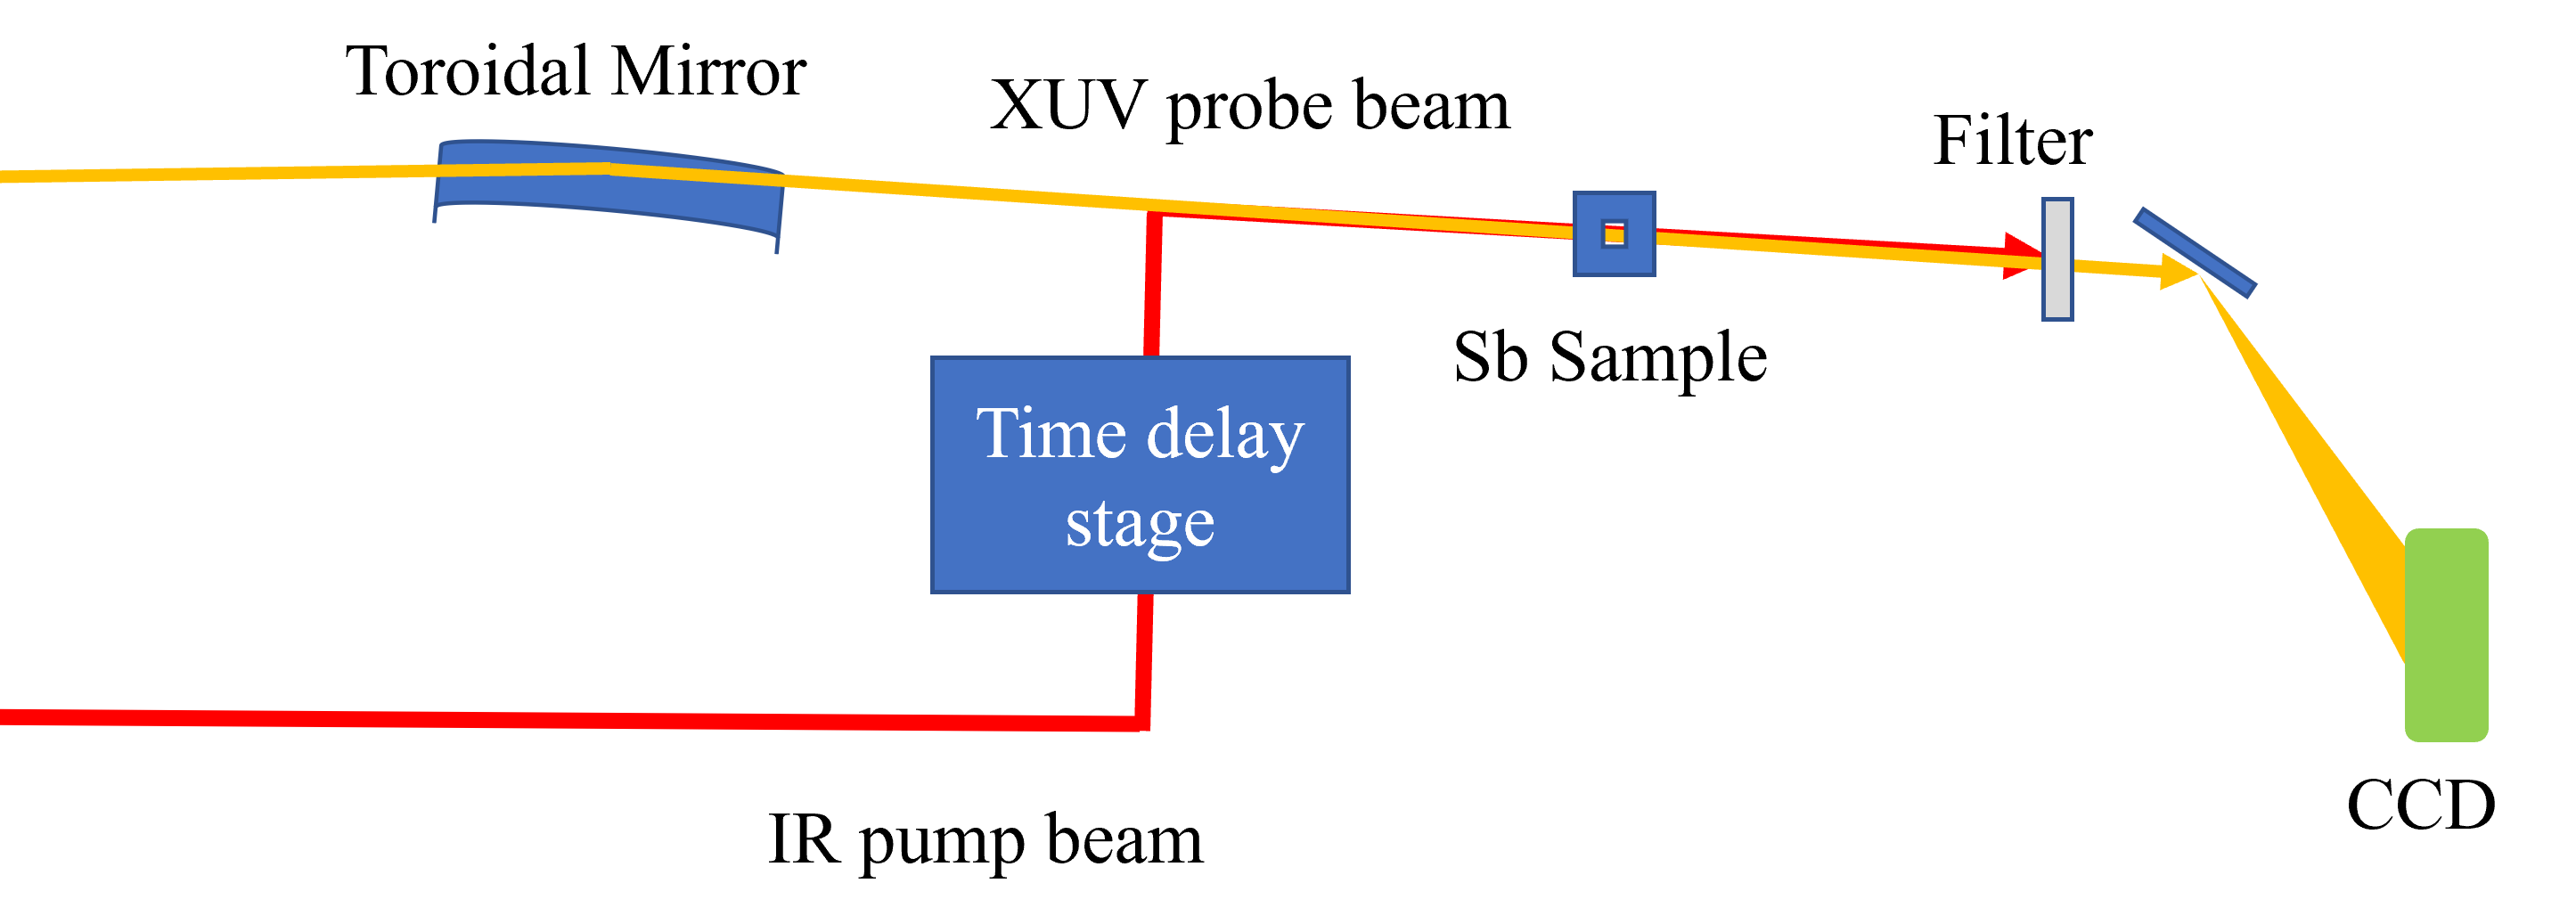 Toroidal Mirror
XUV probe beam
Filter
Sb Sample
Time delay
stage
IR pump beam
CCD